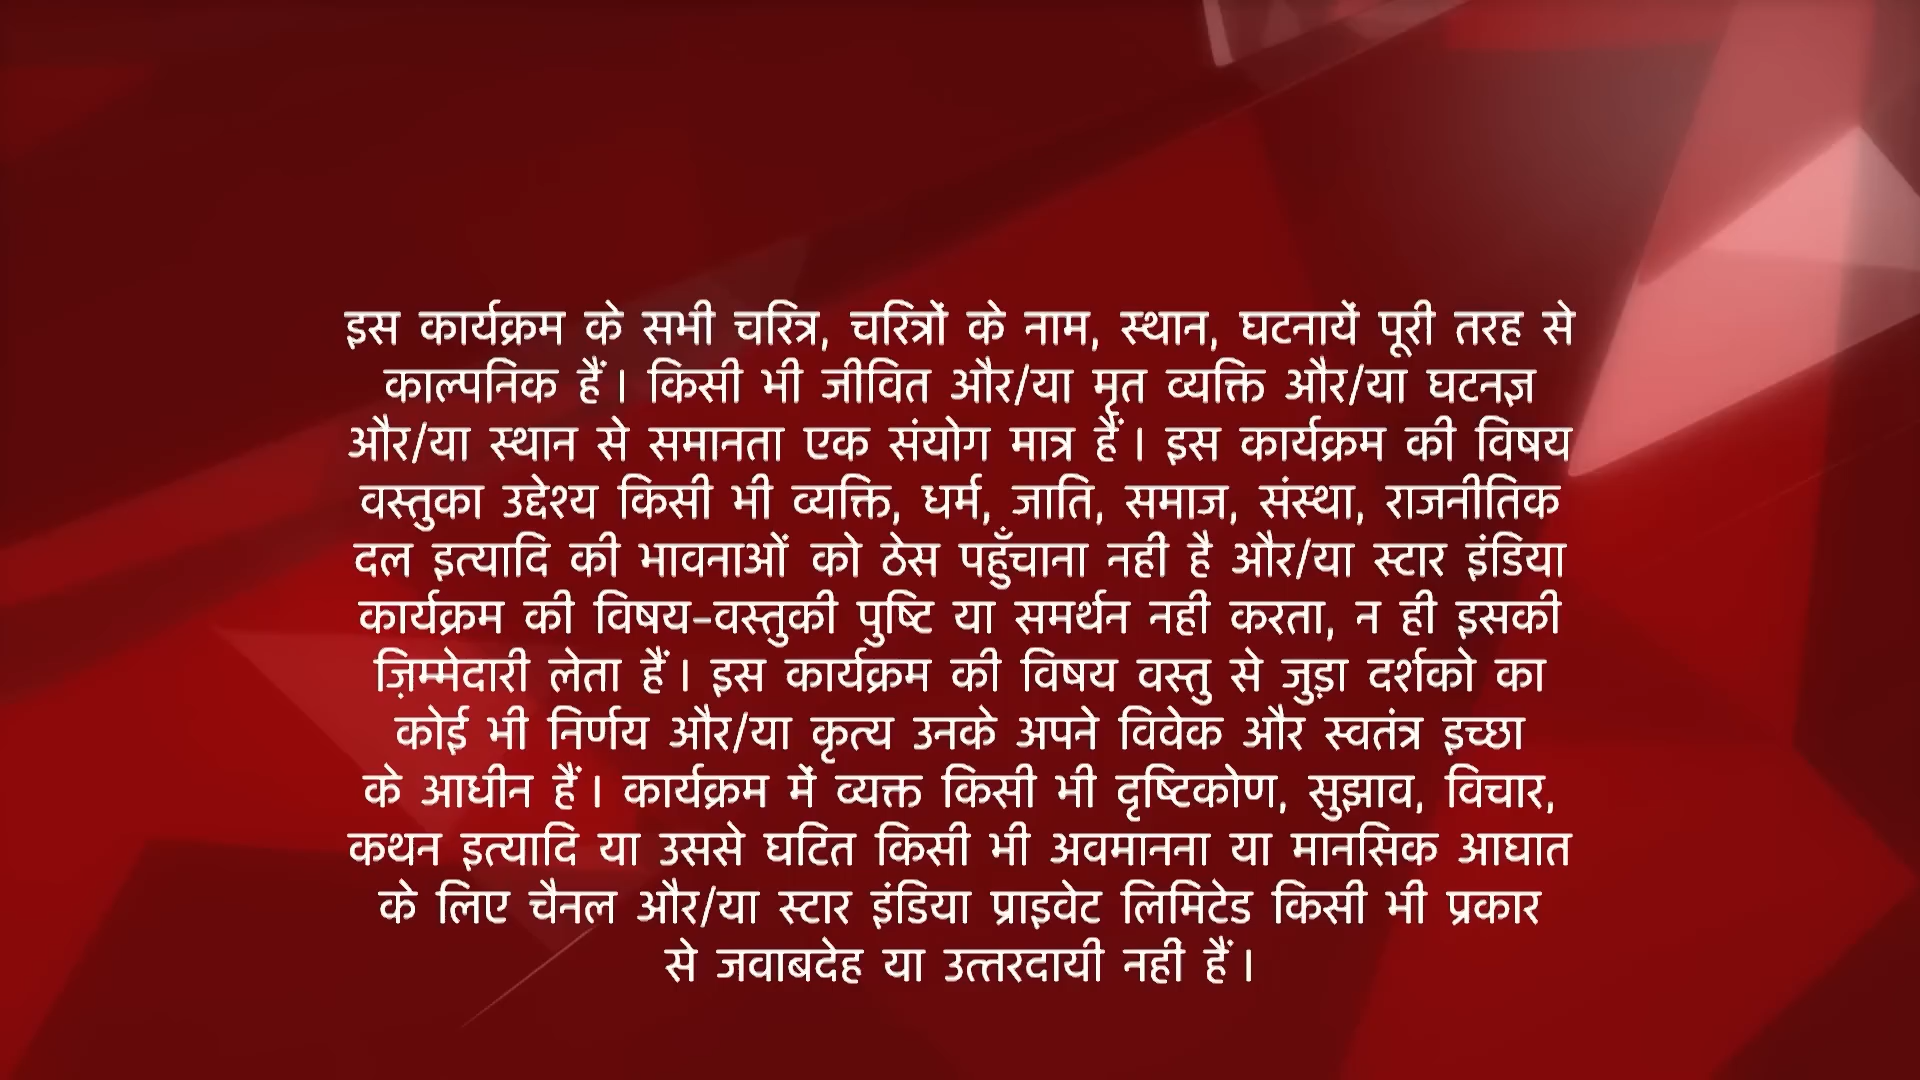 इस कार्यक्रम के सभी चरित्र, चरित्रों के नाम, स्थान, घटनायें पूरी तरह से
काल्पनिक हैं। किसी भी जीवित और/या मृत व्यक्ति और/या घटनज्ञ
और/या स्थान से समानता एक संयोग मात्र हैं। इस कार्यक्रम की विषय
वस्तुका उद्देश्य किसी भी व्यक्ति, धर्म, जाति, समाज, संस्था, राजनीतिक
दल इत्यादि की भावनाओं को ठेस पहुँचाना नही है और/या स्टार इंडिया
कार्यक्रम की विषय-वस्तुकी पुष्टि या समर्थन नही करता, न ही इसकी
ज़िम्मेदारी लेता हैं। इस कार्यक्रम की विषय वस्तु से जुड़ा दर्शको का
कोई भी निर्णय और/या कृत्य उनके अपने विवेक और स्वतंत्र इच्छा
के आधीन हैं। कार्यक्रम में व्यक्त किसी भी दृष्टिकोण, सुझाव, विचार,
कथन इत्यादि या उससे घटित किसी भी अवमानना या मानसिक आघात
के लिए चैनल और/या स्टार इंडिया प्राइवेट लिमिटेड किसी भी प्रकार
से जवाबदेह या उत्तरदायी नही हैं।